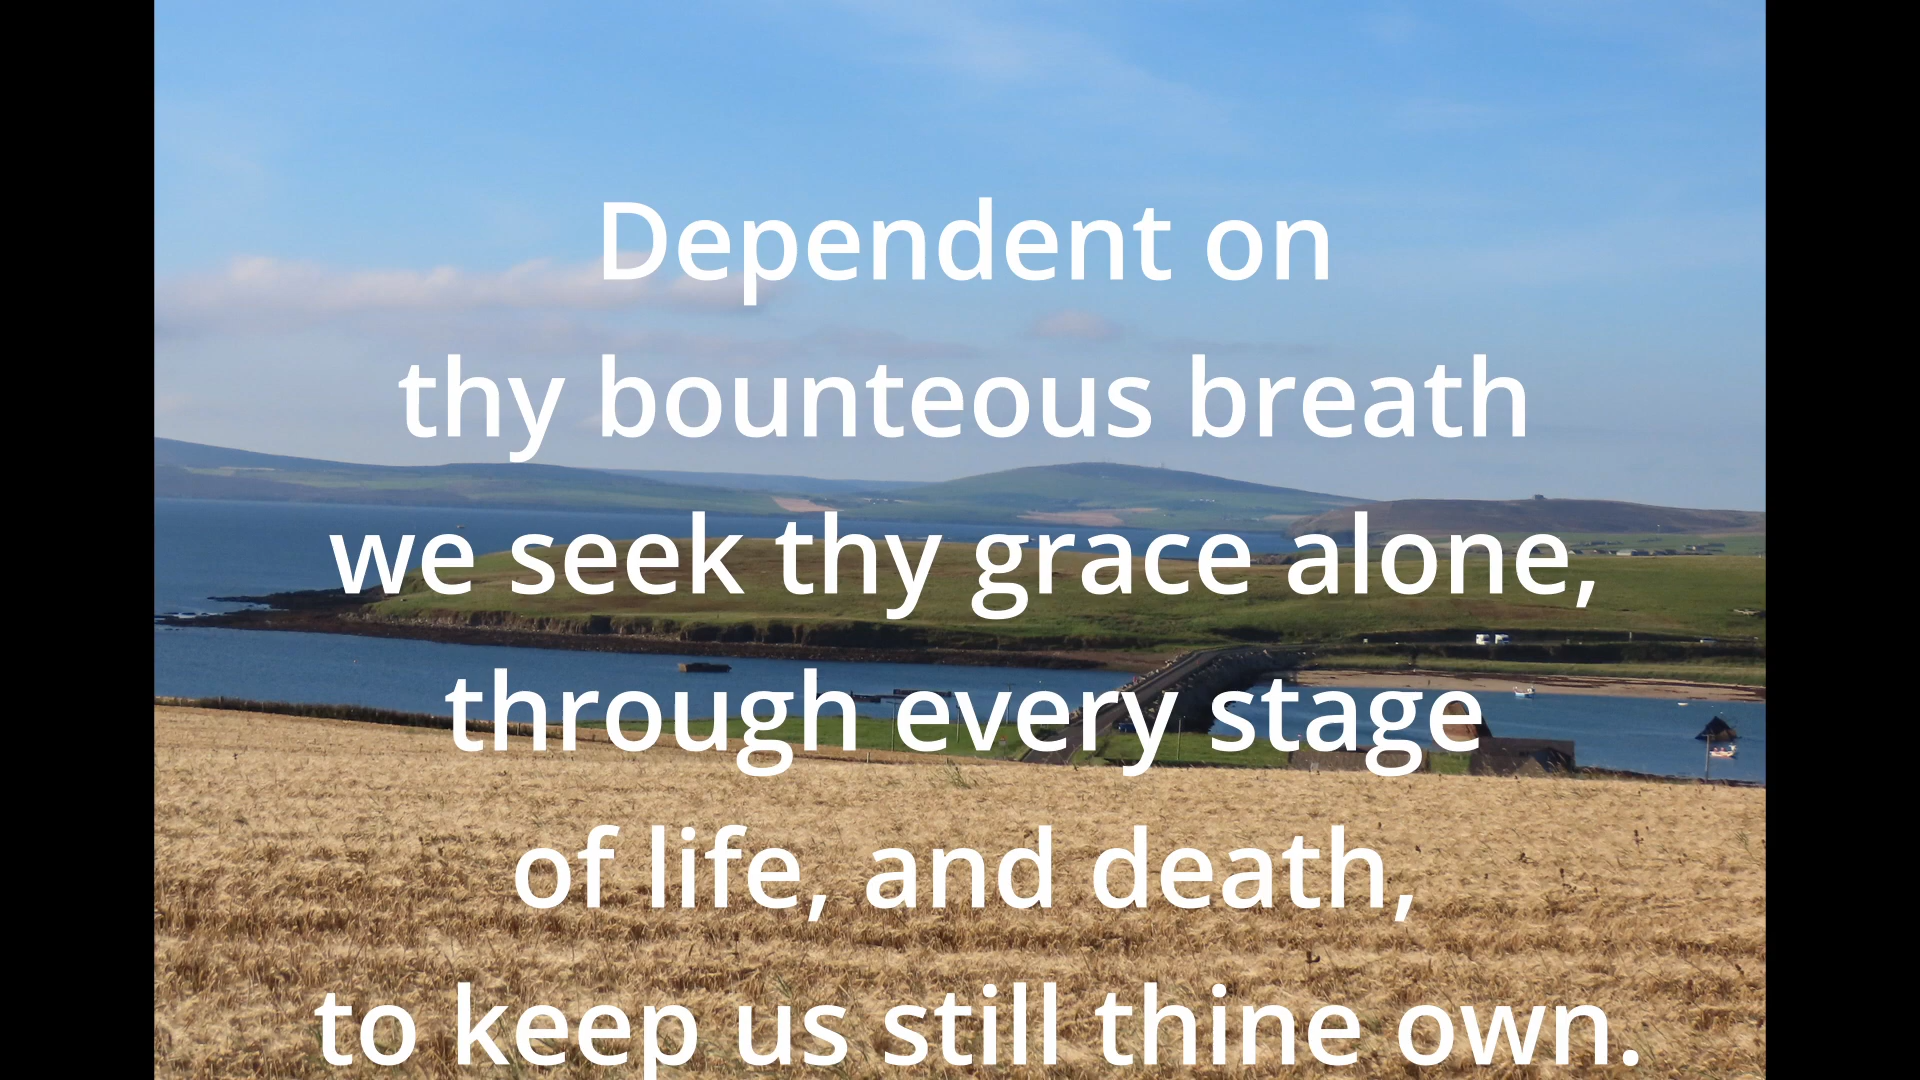 Dependent on
thy bounteous breath
we seek thy grace alone,
through every stage
of life, and death,
to keep us still thine own.